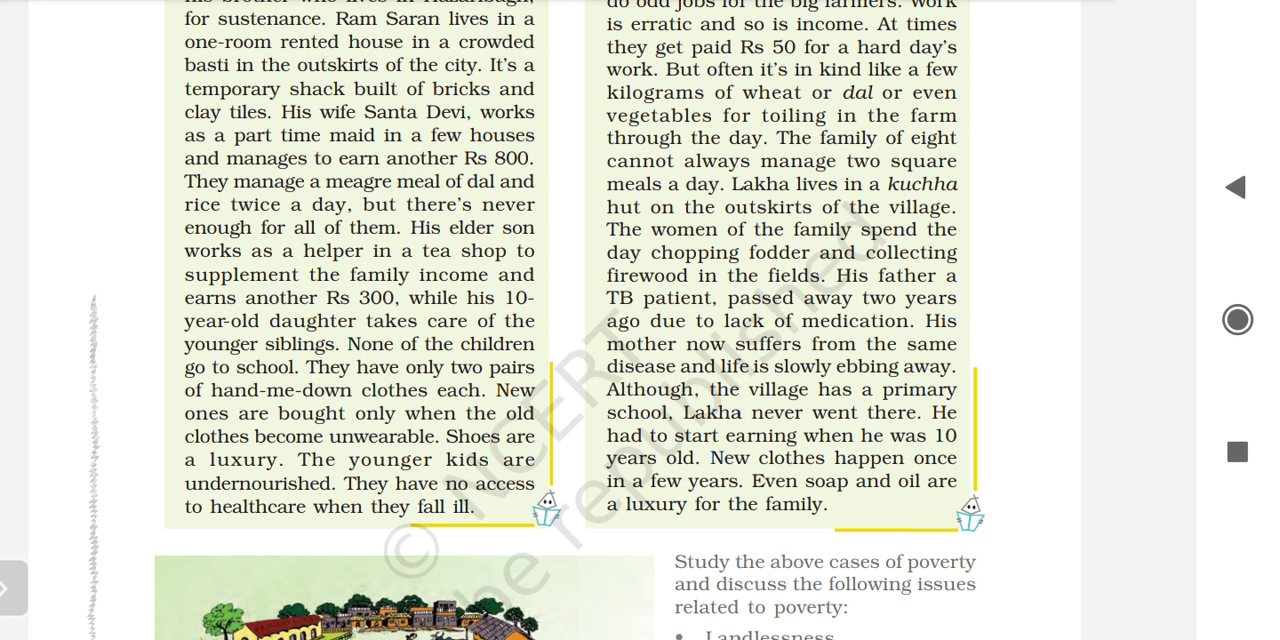 for sustenance. Ram Saran lives in a
one-room rented house in a crowded
basti in the outskirts of the city. It's a
temporary shack built of bricks and
clay tiles. His wife Santa Devi, works
as a part time maid in a few houses
and manages to earn another Rs 800.
They manage a meagre meal of dal and
rice twice a day, but there's never
enough for all of them. His elder son
works as a helper in a tea shop to
supplement the family income and
earns another Rs 300, while his 10-
year-old daughter takes care of the
younger siblings. None of the children
go to school. They have only two pairs
of hand-me-down clothes each. New
ones are bought only when the old
clothes become unwearable. Shoes are
a luxury. The younger kids are
undernourished. They have no access
to healthcare when they fall ill.
do odd jobs for the big farmers. Work
is erratic and so is income. At times
they get paid Rs 50 for a hard day's
work. But often it's in kind like a few
kilograms of wheat or dal or even
vegetables for toiling in the farm
through the day. The family of eight
cannot always manage two square
meals a day. Lakha lives in a kuchha
hut on the outskirts of the village.
The women of the family spend the
day chopping fodder and collecting
firewood in the fields. His father a
TB patient, passed away two years
ago due to lack of medication. His
mother now suffers from the same
disease and life is slowly ebbing away.
Although, the village has a primary
school, Lakha never went there. He
had to start earning when he was 10
years old. New clothes happen once
in a few years. Even soap and oil are
a luxury for the family.
© NCERT
be republished
Study the above cases of poverty
and discuss the following issues
related to poverty:
• Landlessness